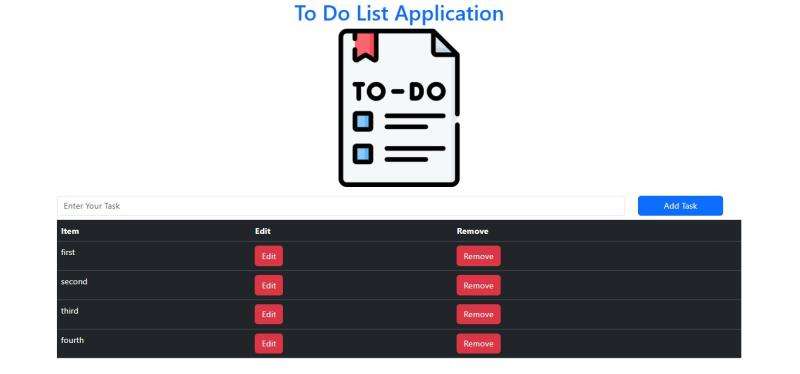 To Do List Application
TO-DO
Enter Your Task Add Task
Item Edit Remove
first Edit Remove
second Edit Remove
third Edit Remove
fourth Edit Remove